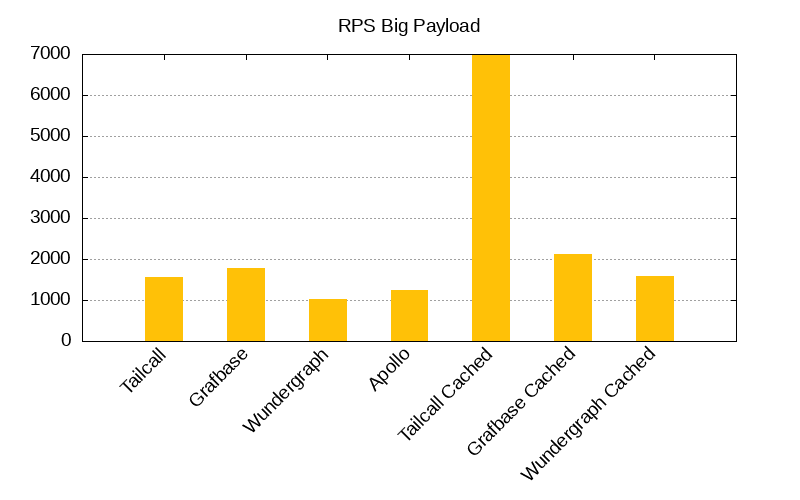 RPS Big Payload
7000
6000
5000
4000
3000
2000
1000
0
Tailcall
Grafbase
Wundergraph
Apollo
Tailcall Cached
Grafbase Cached
Wundergraph Cached